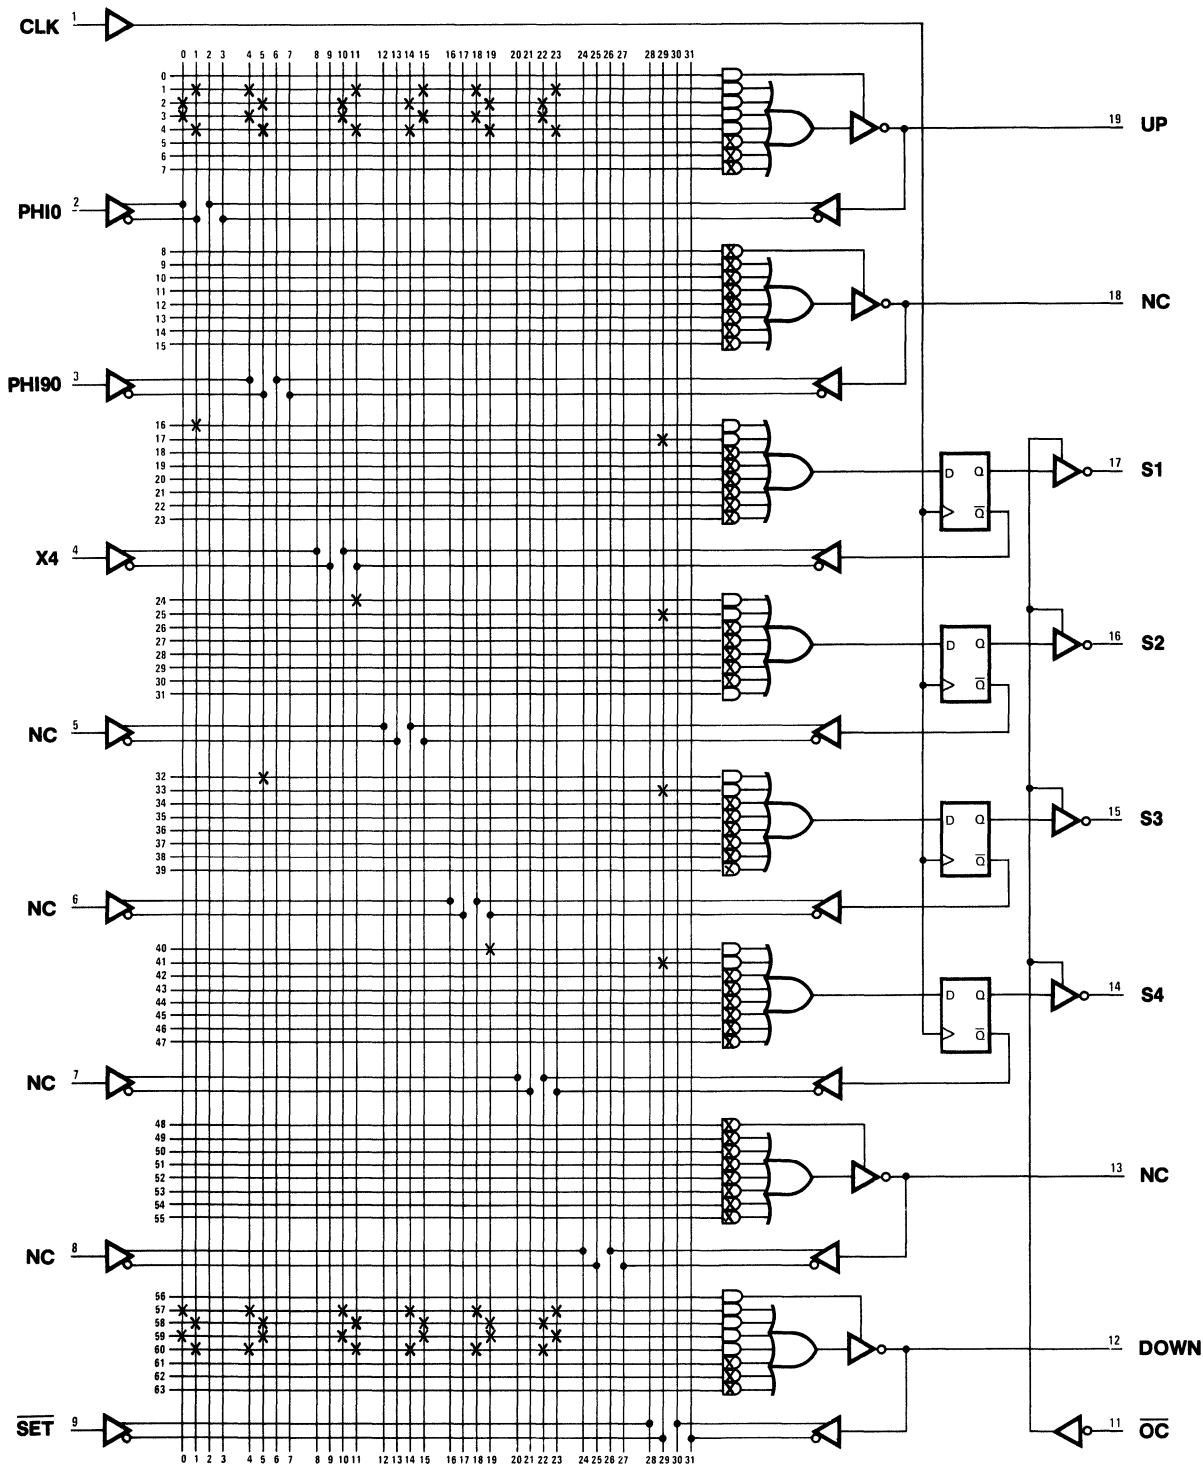 CLK 1
0 1 2 3 4 5 6 7 8 9 10 11 12 13 14 15 16 17 18 19 20 21 22 23 24 25 26 27 28 29 30 31
0
1
2
3
4
5
6
7
19 UP
PHI0 2
8
9
10
11
12
13
14
15
18 NC
PHI90 3
16
17
18
19
20
21
22
23
D Q
Q̅
17 S1
X4 4
24
25
26
27
28
29
30
31
D Q
Q̅
16 S2
NC 5
32
33
34
35
36
37
38
39
D Q
Q̅
15 S3
NC 6
40
41
42
43
44
45
46
47
D Q
Q̅
14 S4
NC 7
48
49
50
51
52
53
54
55
13 NC
NC 8
56
57
58
59
60
61
62
63
12 DOWN
S̅E̅T̅ 9
11 O̅C̅
0 1 2 3 4 5 6 7 8 9 10 11 12 13 14 15 16 17 18 19 20 21 22 23 24 25 26 27 28 29 30 31